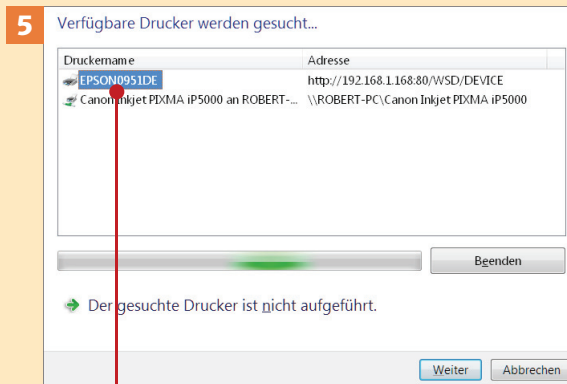 5
Verfügbare Drucker werden gesucht...
Druckername Adresse
EPSON0951DE http://192.168.1.168:80/WSD/DEVICE
Canon Inkjet PIXMA iP5000 an ROBERT-... \\ROBERT-PC\Canon Inkjet PIXMA iP5000
Beenden
Der gesuchte Drucker ist nicht aufgeführt.
Weiter Abbrechen